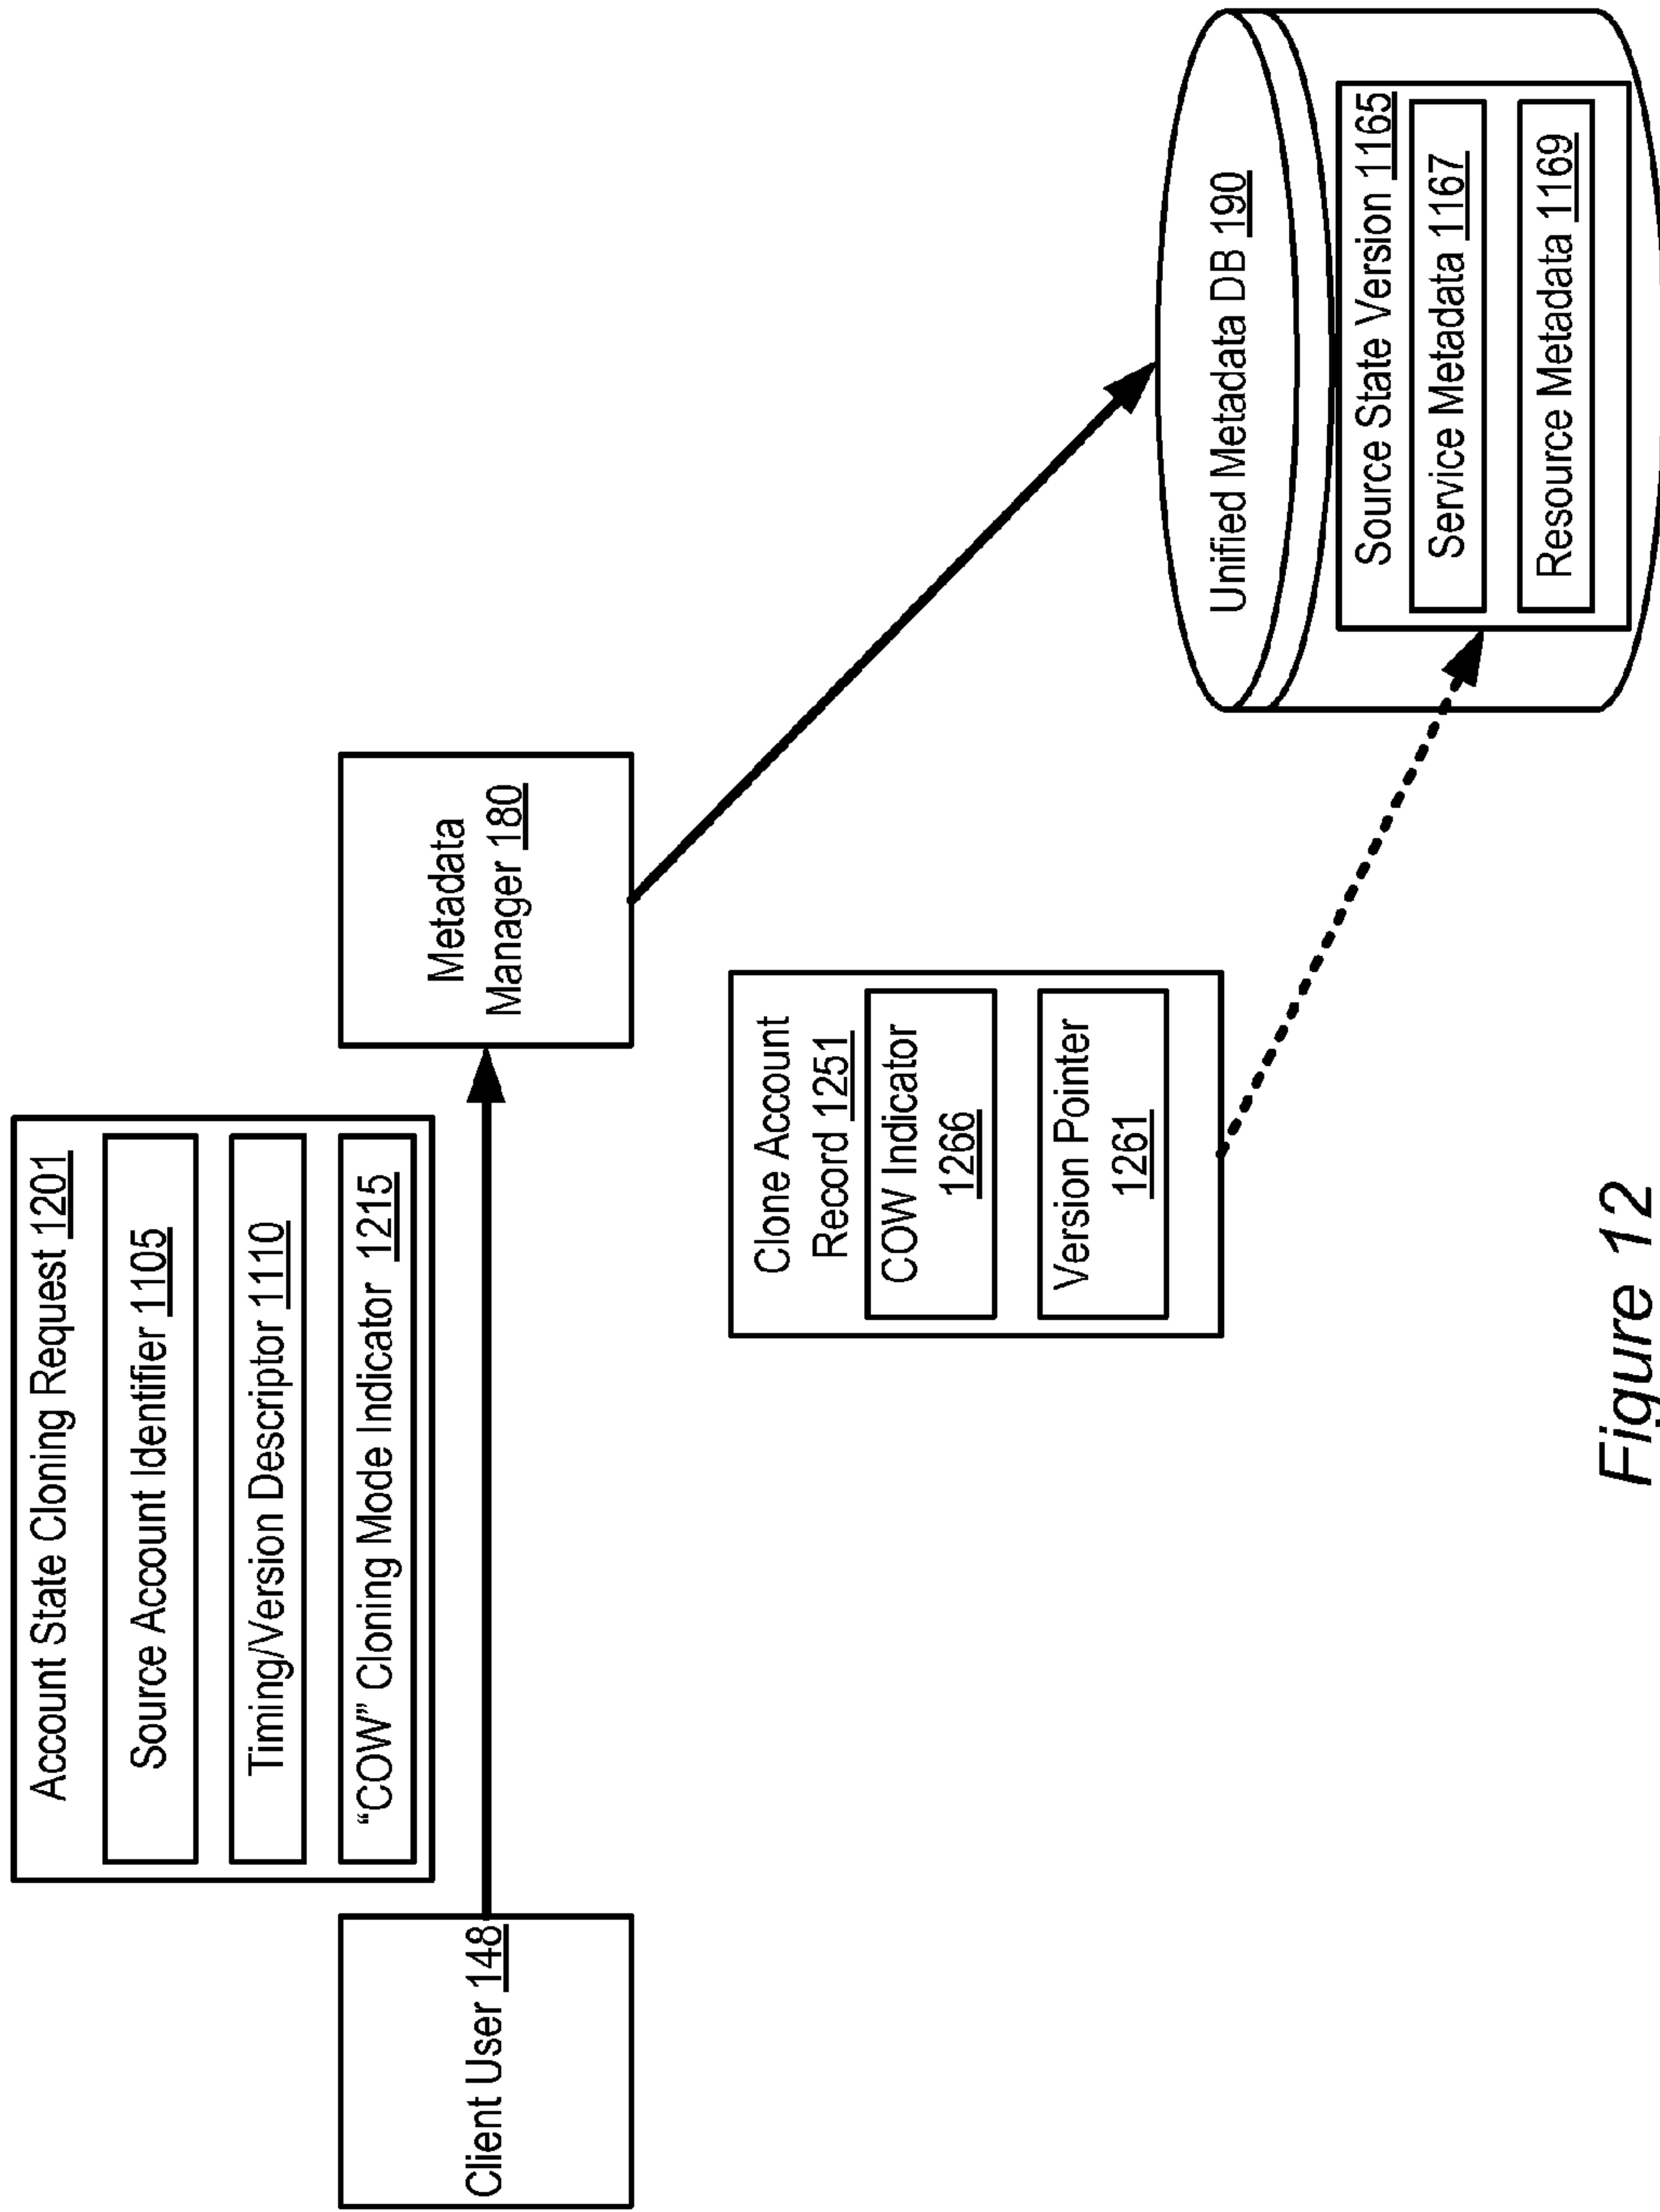 Account State Cloning Request 1201
Source Account Identifier 1105
Timing/Version Descriptor 1110
“COW” Cloning Mode Indicator 1215
Client User 148
Metadata
Manager 180
Clone Account
Record 1251
COW Indicator
1266
Version Pointer
1261
Unified Metadata DB 190
Source State Version 1165
Service Metadata 1167
Resource Metadata 1169
Figure 12